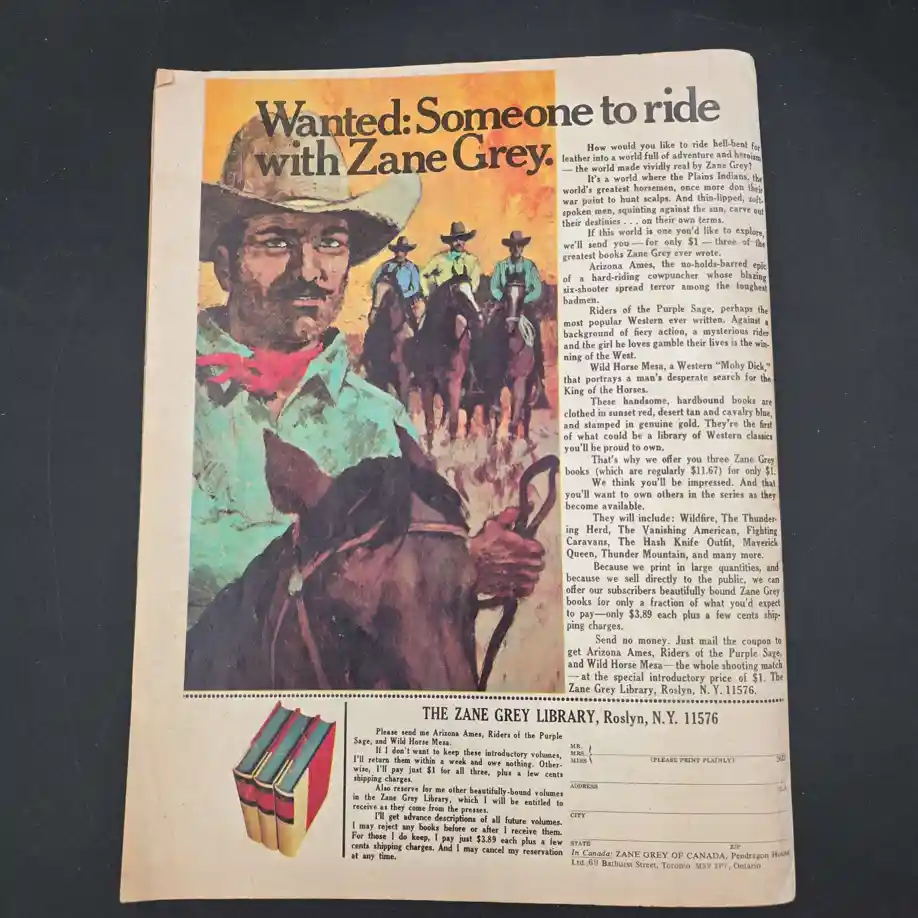 Wanted: Someone to ride
with Zane Grey.
How would you like to ride hell-bent for
leather into a world full of adventure and heroism
— the world made vividly real by Zane Grey?
It's a world where the Plains Indians, the
world's greatest horsemen, once more don their
war paint to hunt scalps. And thin-lipped, soft-
spoken men, squinting against the sun, carve out
their destinies . . . on their own terms.
If this world is one you'd like to explore,
we'll send you — for only $1 — three of the
greatest books Zane Grey ever wrote.
Arizona Ames, the no-holds-barred epic
of a hard-riding cowpuncher whose blazing
six-shooter spread terror among the toughest
badmen.
Riders of the Purple Sage, perhaps the
most popular Western ever written. Against a
background of fiery action, a mysterious rider
and the girl he loves gamble their lives is the win-
ning of the West.
Wild Horse Mesa, a Western "Moby Dick,"
that portrays a man's desperate search for the
King of the Horses.
These handsome, hardbound books are
clothed in sunset red, desert tan and cavalry blue,
and stamped in genuine gold. They're the first
of what could be a library of Western classics
you'll be proud to own.
That's why we offer you three Zane Grey
books (which are regularly $11.67) for only $1.
We think you'll be impressed. And that
you'll want to own others in the series as they
become available.
They will include: Wildfire, The Thunder-
ing Herd, The Vanishing American, Fighting
Caravans, The Hash Knife Outfit, Maverick
Queen, Thunder Mountain, and many more.
Because we print in large quantities, and
because we sell directly to the public, we can
offer our subscribers beautifully bound Zane Grey
books for only a fraction of what you'd expect
to pay—only $3.89 each plus a few cents ship-
ping charges.
Send no money. Just mail the coupon to
get Arizona Ames, Riders of the Purple Sage,
and Wild Horse Mesa—the whole shooting match
—at the special introductory price of $1. The
Zane Grey Library, Roslyn, N. Y. 11576.
THE ZANE GREY LIBRARY, Roslyn, N.Y. 11576
Please send me Arizona Ames, Riders of the Purple
Sage, and Wild Horse Mesa.
If I don't want to keep these introductory volumes,
I'll return them within a week and owe nothing. Other-
wise, I'll pay just $1 for all three, plus a few cents
shipping charges.
Also reserve for me other beautifully-bound volumes
in the Zane Grey Library, which I will be entitled to
receive as they come from the presses.
I'll get advance descriptions of all future volumes.
I may reject any books before or after I receive them.
For those I do keep, I pay just $3.89 each plus a few
cents shipping charges. And I may cancel my reservation
at any time.
MR.
MRS.
MISS
(PLEASE PRINT PLAINLY)
ADDRESS
CITY
STATE ZIP
In Canada: ZANE GREY OF CANADA, Pendragon House
Ltd. 69 Bathurst Street, Toronto Ontario